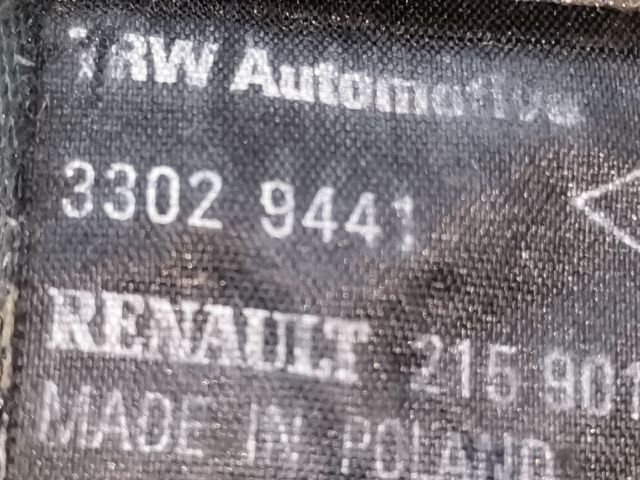 TRW Automotive
3302 9441
RENAULT 215 901
MADE IN POLAND